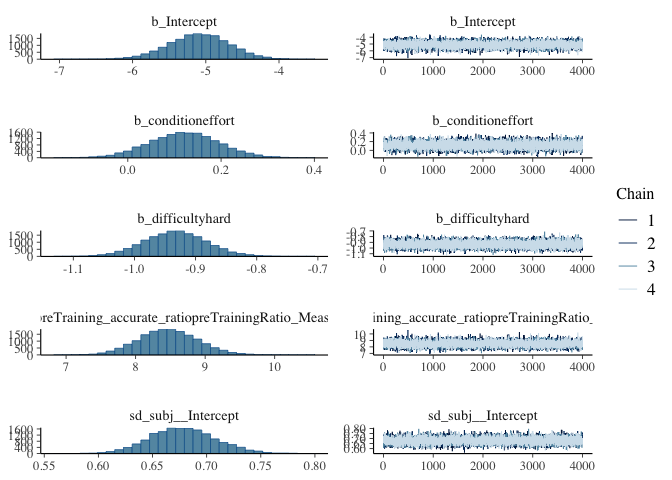 b_Intercept
b_Intercept
1500
1000
500
0
-7 -6 -5 -4
-4
-5
-6
-7
0 1000 2000 3000 4000
b_conditioneffort
b_conditioneffort
1600
1200
800
400
0
0.0 0.2 0.4
0.4
0.2
0.0
0 1000 2000 3000 4000
Chain
1
2
3
4
b_difficultyhard
b_difficultyhard
1500
1000
500
0
-1.1 -1.0 -0.9 -0.8 -0.7
-0.7
-0.8
-0.9
-1.0
-1.1
0 1000 2000 3000 4000
reTraining_accurate_ratiopreTrainingRatio_Meas
ining_accurate_ratiopreTrainingRatio_
1500
1000
500
0
7 8 9 10
10
9
8
7
0 1000 2000 3000 4000
sd_subj__Intercept
sd_subj__Intercept
1600
1200
800
400
0
0.55 0.60 0.65 0.70 0.75 0.80
0.80
0.75
0.70
0.65
0.60
0 1000 2000 3000 4000